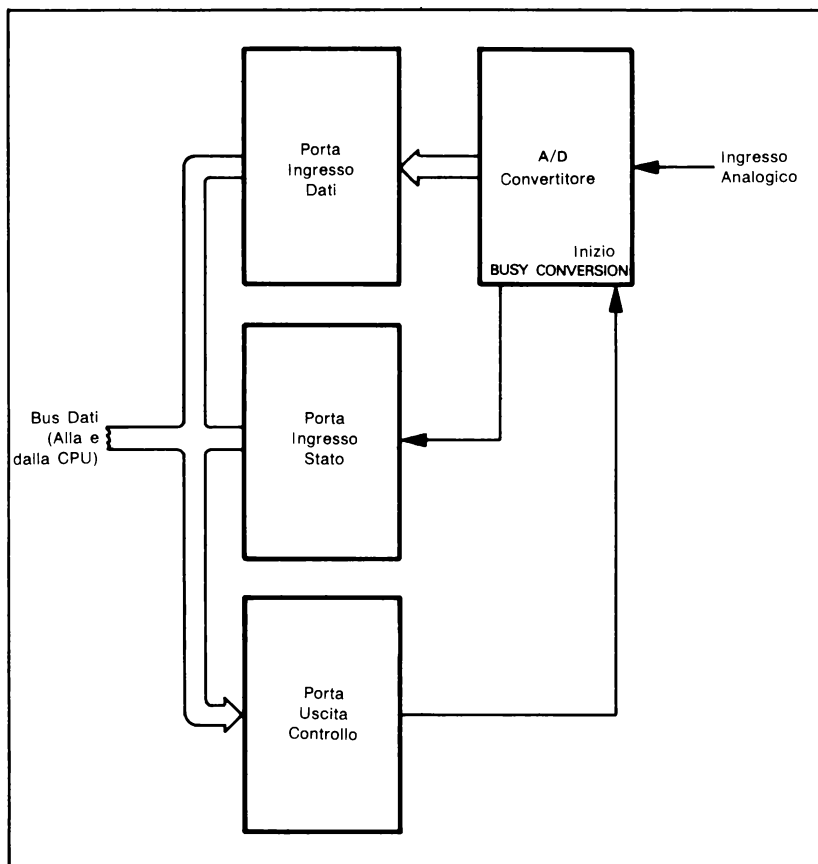 Porta
Ingresso
Dati
A/D
Convertitore
Inizio
BUSY CONVERSION
Ingresso
Analogico
Bus Dati
(Alla e
dalla CPU)
Porta
Ingresso
Stato
Porta
Uscita
Controllo